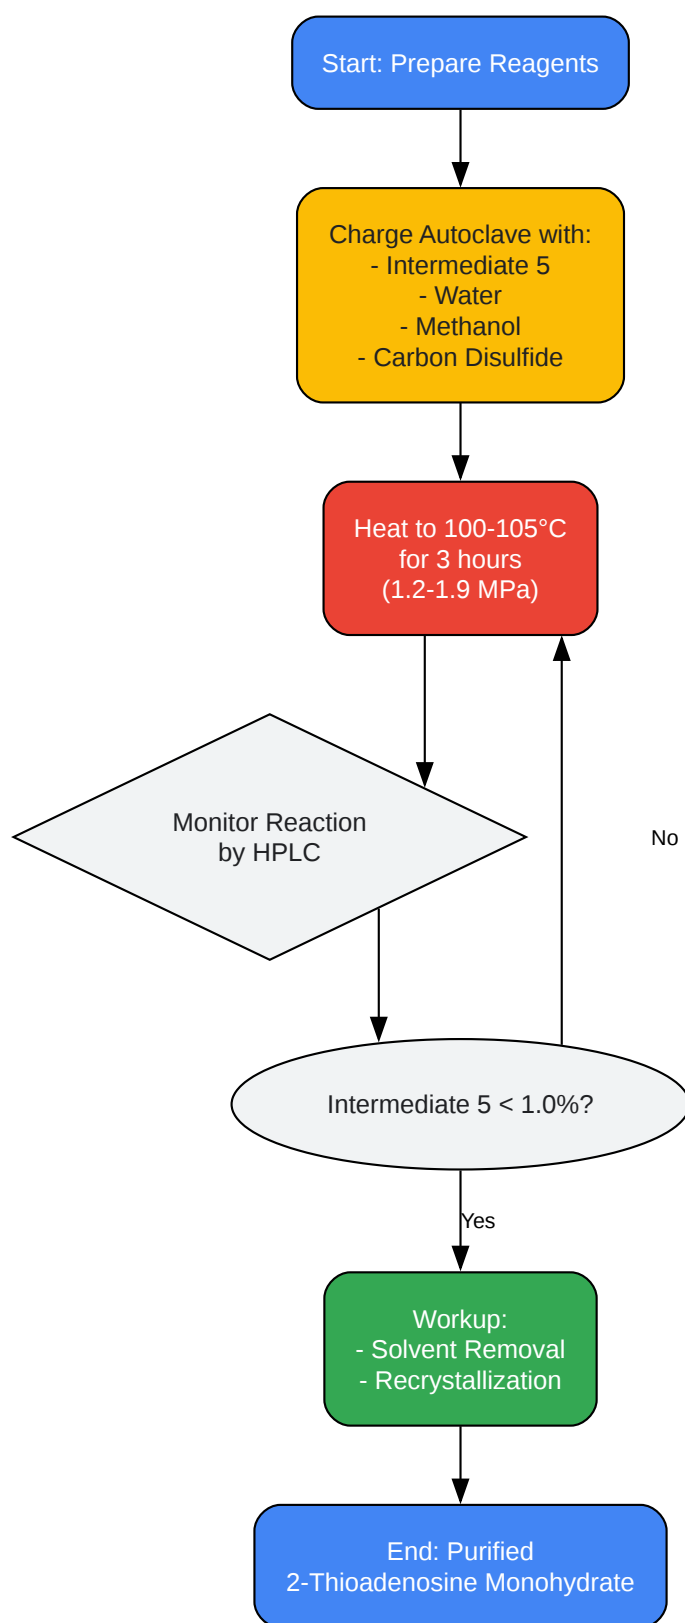 Start: Prepare Reagents
Charge Autoclave with:
- Intermediate 5
- Water
- Methanol
- Carbon Disulfide
Heat to 100-105°C
for 3 hours
(1.2-1.9 MPa)
Monitor Reaction
by HPLC
No
Intermediate 5 < 1.0%?
Yes
Workup:
- Solvent Removal
- Recrystallization
End: Purified
2-Thioadenosine Monohydrate